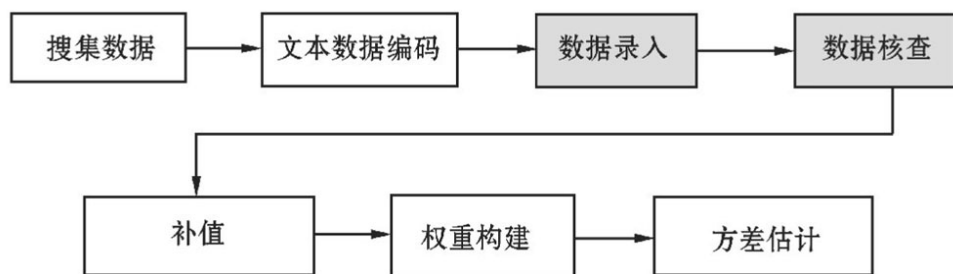 搜集数据
文本数据编码
数据录入
数据核查
补值
权重构建
方差估计